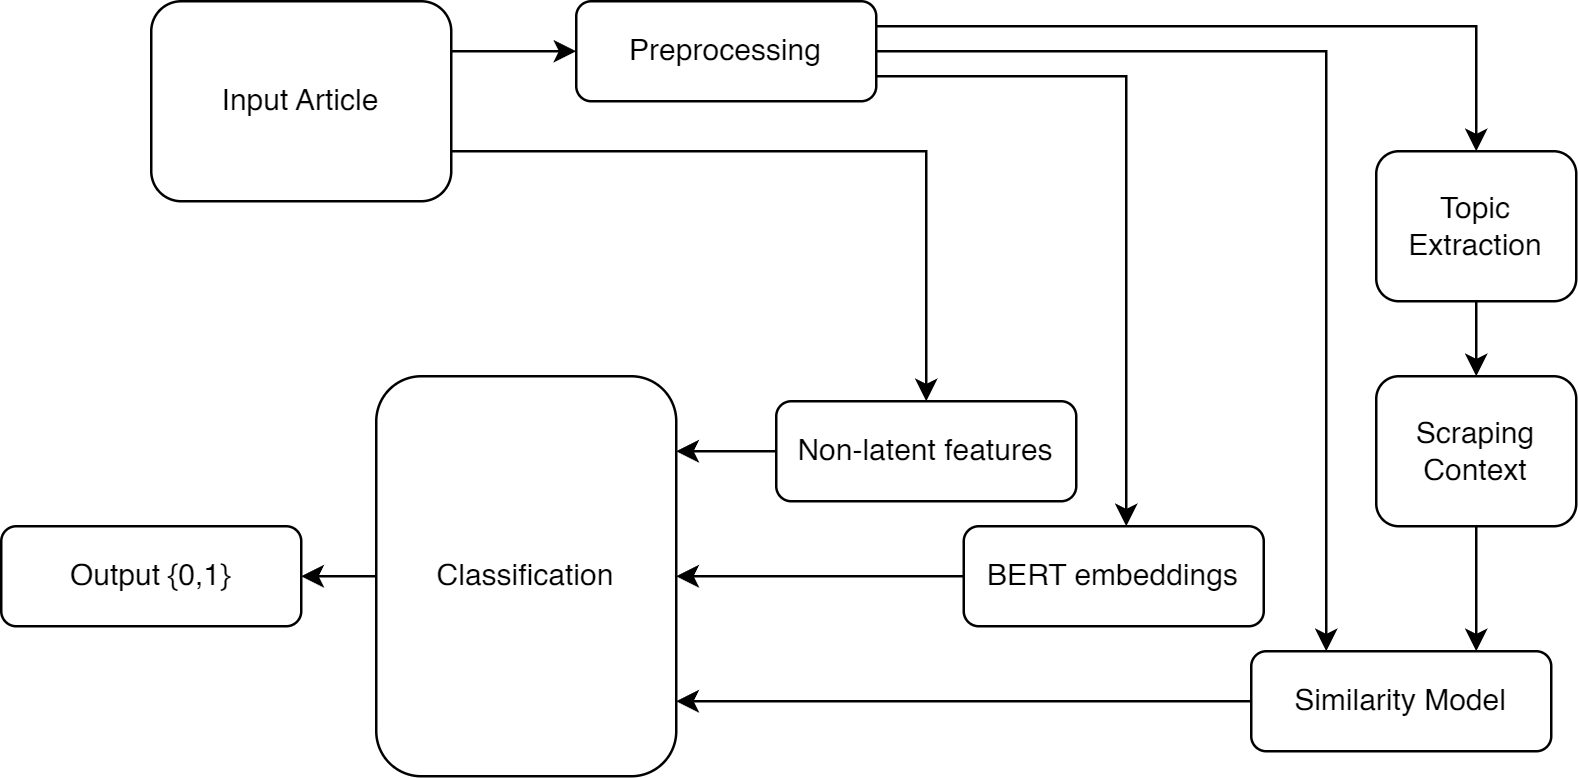 Input Article
Preprocessing
Topic
Extraction
Scraping
Context
Non-latent features
BERT embeddings
Similarity Model
Classification
Output {0,1}